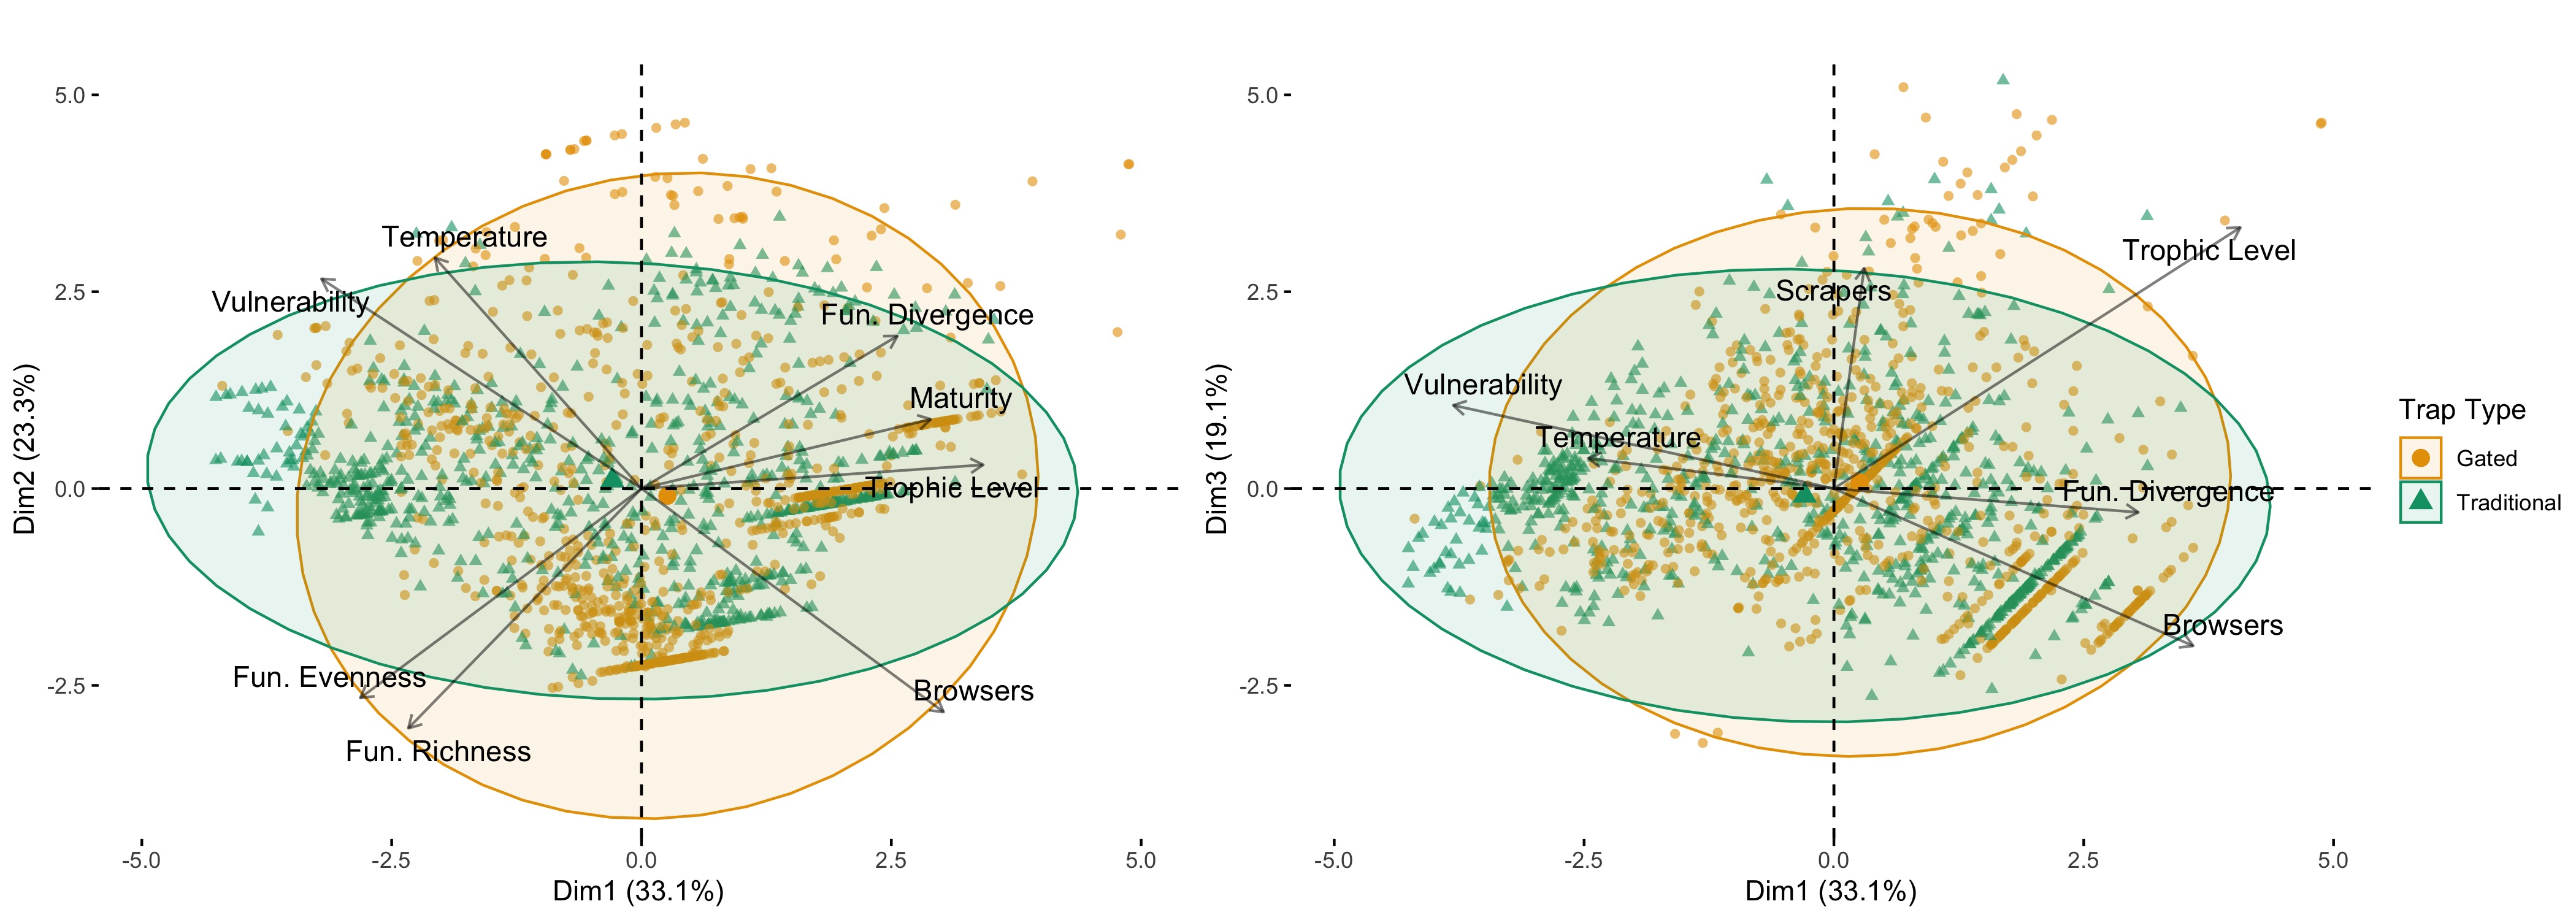 5.0
2.5
0.0
-2.5
Dim2 (23.3%)
Temperature
Vulnerability
Fun. Divergence
Maturity
Trophic Level
Fun. Evenness
Browsers
Fun. Richness
-5.0 -2.5 0.0 2.5 5.0
Dim1 (33.1%)
5.0
2.5
0.0
-2.5
Dim3 (19.1%)
Trophic Level
Scrapers
Vulnerability
Temperature
Fun. Divergence
Browsers
-5.0 -2.5 0.0 2.5 5.0
Dim1 (33.1%)
Trap Type
Gated
Traditional